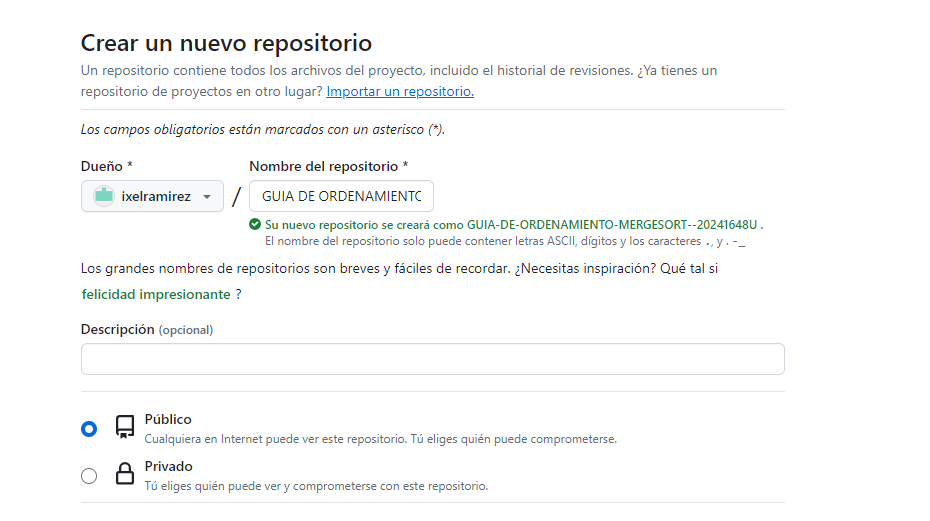 Crear un nuevo repositorio
Un repositorio contiene todos los archivos del proyecto, incluido el historial de revisiones. ¿Ya tienes un
repositorio de proyectos en otro lugar? Importar un repositorio.
Los campos obligatorios están marcados con un asterisco (*).
Dueño * Nombre del repositorio *
ixelramirez / GUIA DE ORDENAMIENTO
Su nuevo repositorio se creará como GUIA-DE-ORDENAMIENTO-MERGESORT--20241648U .
El nombre del repositorio solo puede contener letras ASCII, dígitos y los caracteres ., y . -_
Los grandes nombres de repositorios son breves y fáciles de recordar. ¿Necesitas inspiración? Qué tal si
felicidad impresionante ?
Descripción (opcional)
Público
Cualquiera en Internet puede ver este repositorio. Tú eliges quién puede comprometerse.
Privado
Tú eliges quién puede ver y comprometerse con este repositorio.